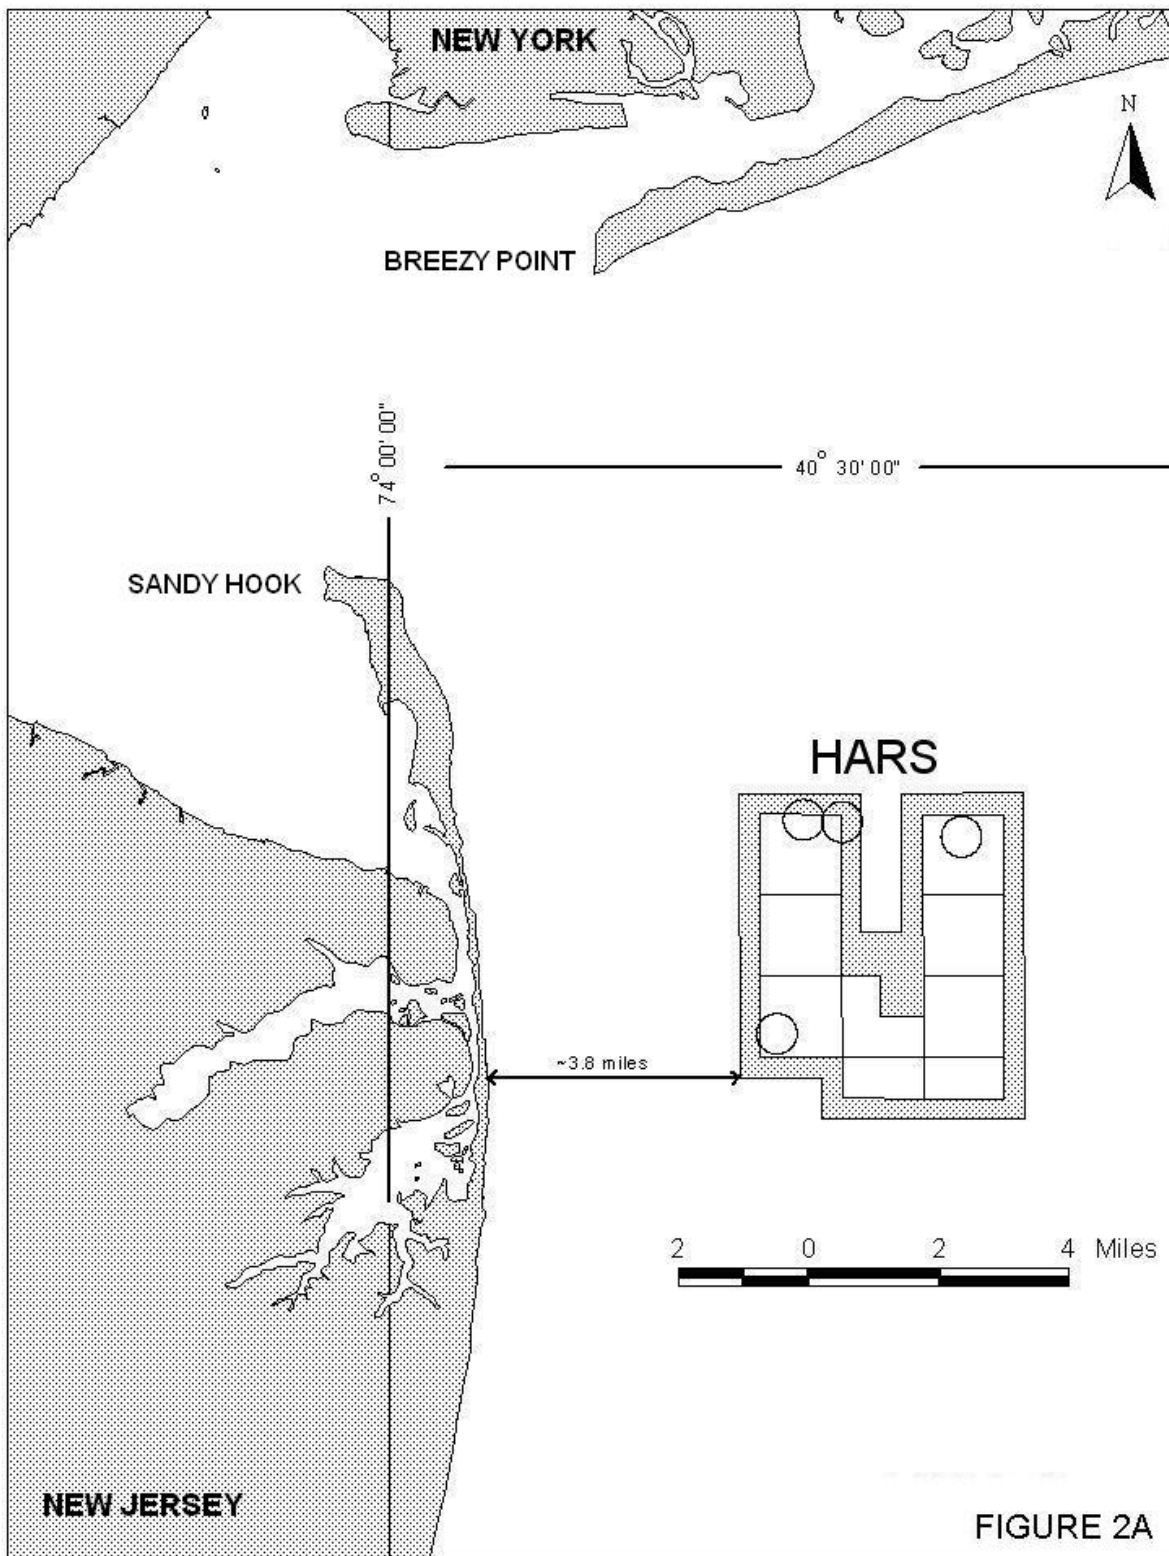 NEW YORK
N
BREEZY POINT
74° 00' 00"
40° 30' 00"
SANDY HOOK
HARS
~3.8 miles
2 0 2 4 Miles
NEW JERSEY
FIGURE 2A